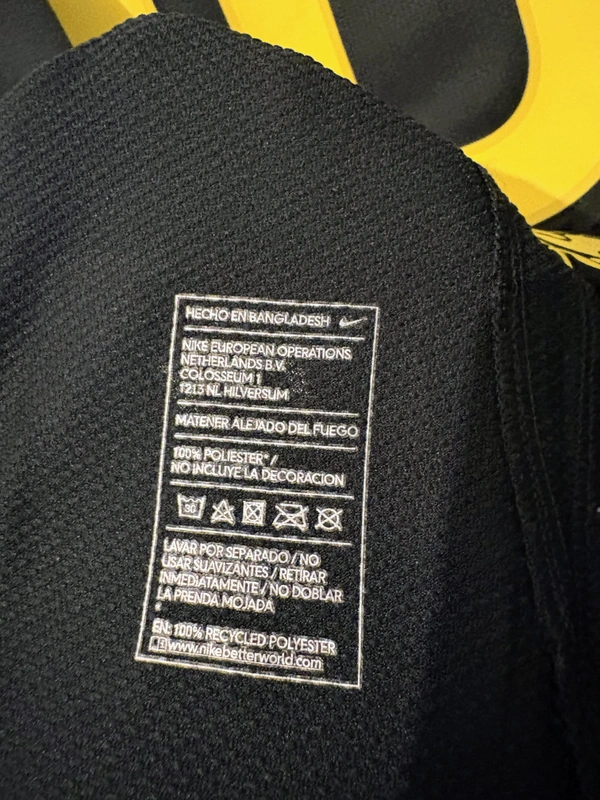 HECHO EN BANGLADESH
NIKE EUROPEAN OPERATIONS
NETHERLANDS B.V.
COLOSSEUM 1
1213 NL HILVERSUM
MATENER ALEJADO DEL FUEGO
100% POLIESTER*/
NO INCLUYE LA DECORACION
30
LAVAR POR SEPARADO / NO
USAR SUAVIZANTES / RETIRAR
INMEDIATAMENTE / NO DOBLAR
LA PRENDA MOJADA
*
EN: 100% RECYCLED POLYESTER
www.nikebetterworld.com